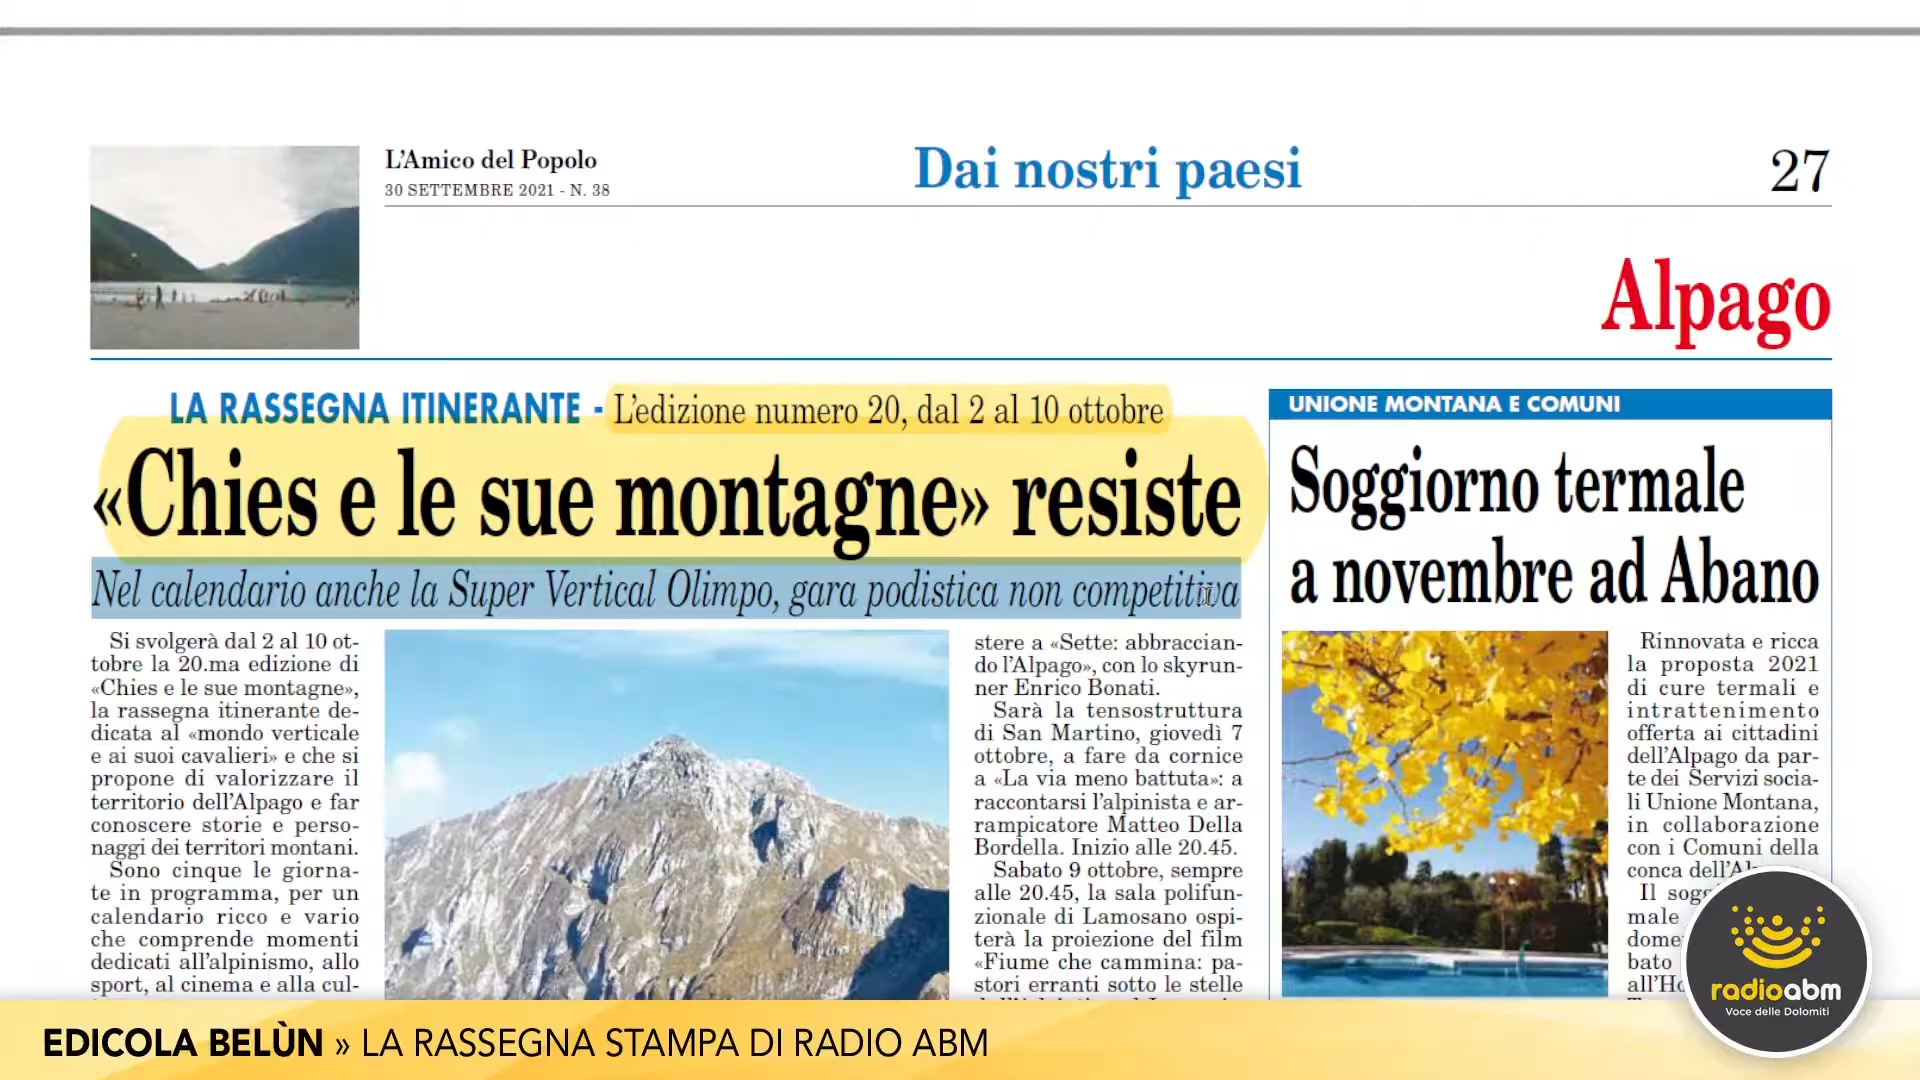 L'Amico del Popolo
30 SETTEMBRE 2021 - N. 38
Dai nostri paesi
27
Alpago
LA RASSEGNA ITINERANTE - L'edizione numero 20, dal 2 al 10 ottobre
«Chies e le sue montagne» resiste
Nel calendario anche la Super Vertical Olimpo, gara podistica non competitiva
Si svolgerà dal 2 al 10 ot-
tobre la 20.ma edizione di
«Chies e le sue montagne»,
la rassegna itinerante de-
dicata al «mondo verticale
e ai suoi cavalieri» e che si
propone di valorizzare il
territorio dell'Alpago e far
conoscere storie e perso-
naggi dei territori montani.
Sono cinque le giorna-
te in programma, per un
calendario ricco e vario
che comprende momenti
dedicati all'alpinismo, allo
sport, al cinema e alla cul-
stere a «Sette: abbraccian-
do l'Alpago», con lo skyrun-
ner Enrico Bonati.
Sarà la tensostruttura
di San Martino, giovedì 7
ottobre, a fare da cornice
a «La via meno battuta»: a
raccontarsi l'alpinista e ar-
rampicatore Matteo Della
Bordella. Inizio alle 20.45.
Sabato 9 ottobre, sempre
alle 20.45, la sala polifun-
zionale di Lamosano ospi-
terà la proiezione del film
«Fiume che cammina: pa-
stori erranti sotto le stelle
UNIONE MONTANA E COMUNI
Soggiorno termale
a novembre ad Abano
Rinnovata e ricca
la proposta 2021
di cure termali e
intrattenimento
offerta ai cittadini
dell'Alpago da par-
te dei Servizi socia-
li Unione Montana,
in collaborazione
con i Comuni della
conca
Il
male
bato
radioabm
Voce delle Dolomiti
EDICOLA BELÙN » LA RASSEGNA STAMPA DI RADIO ABM